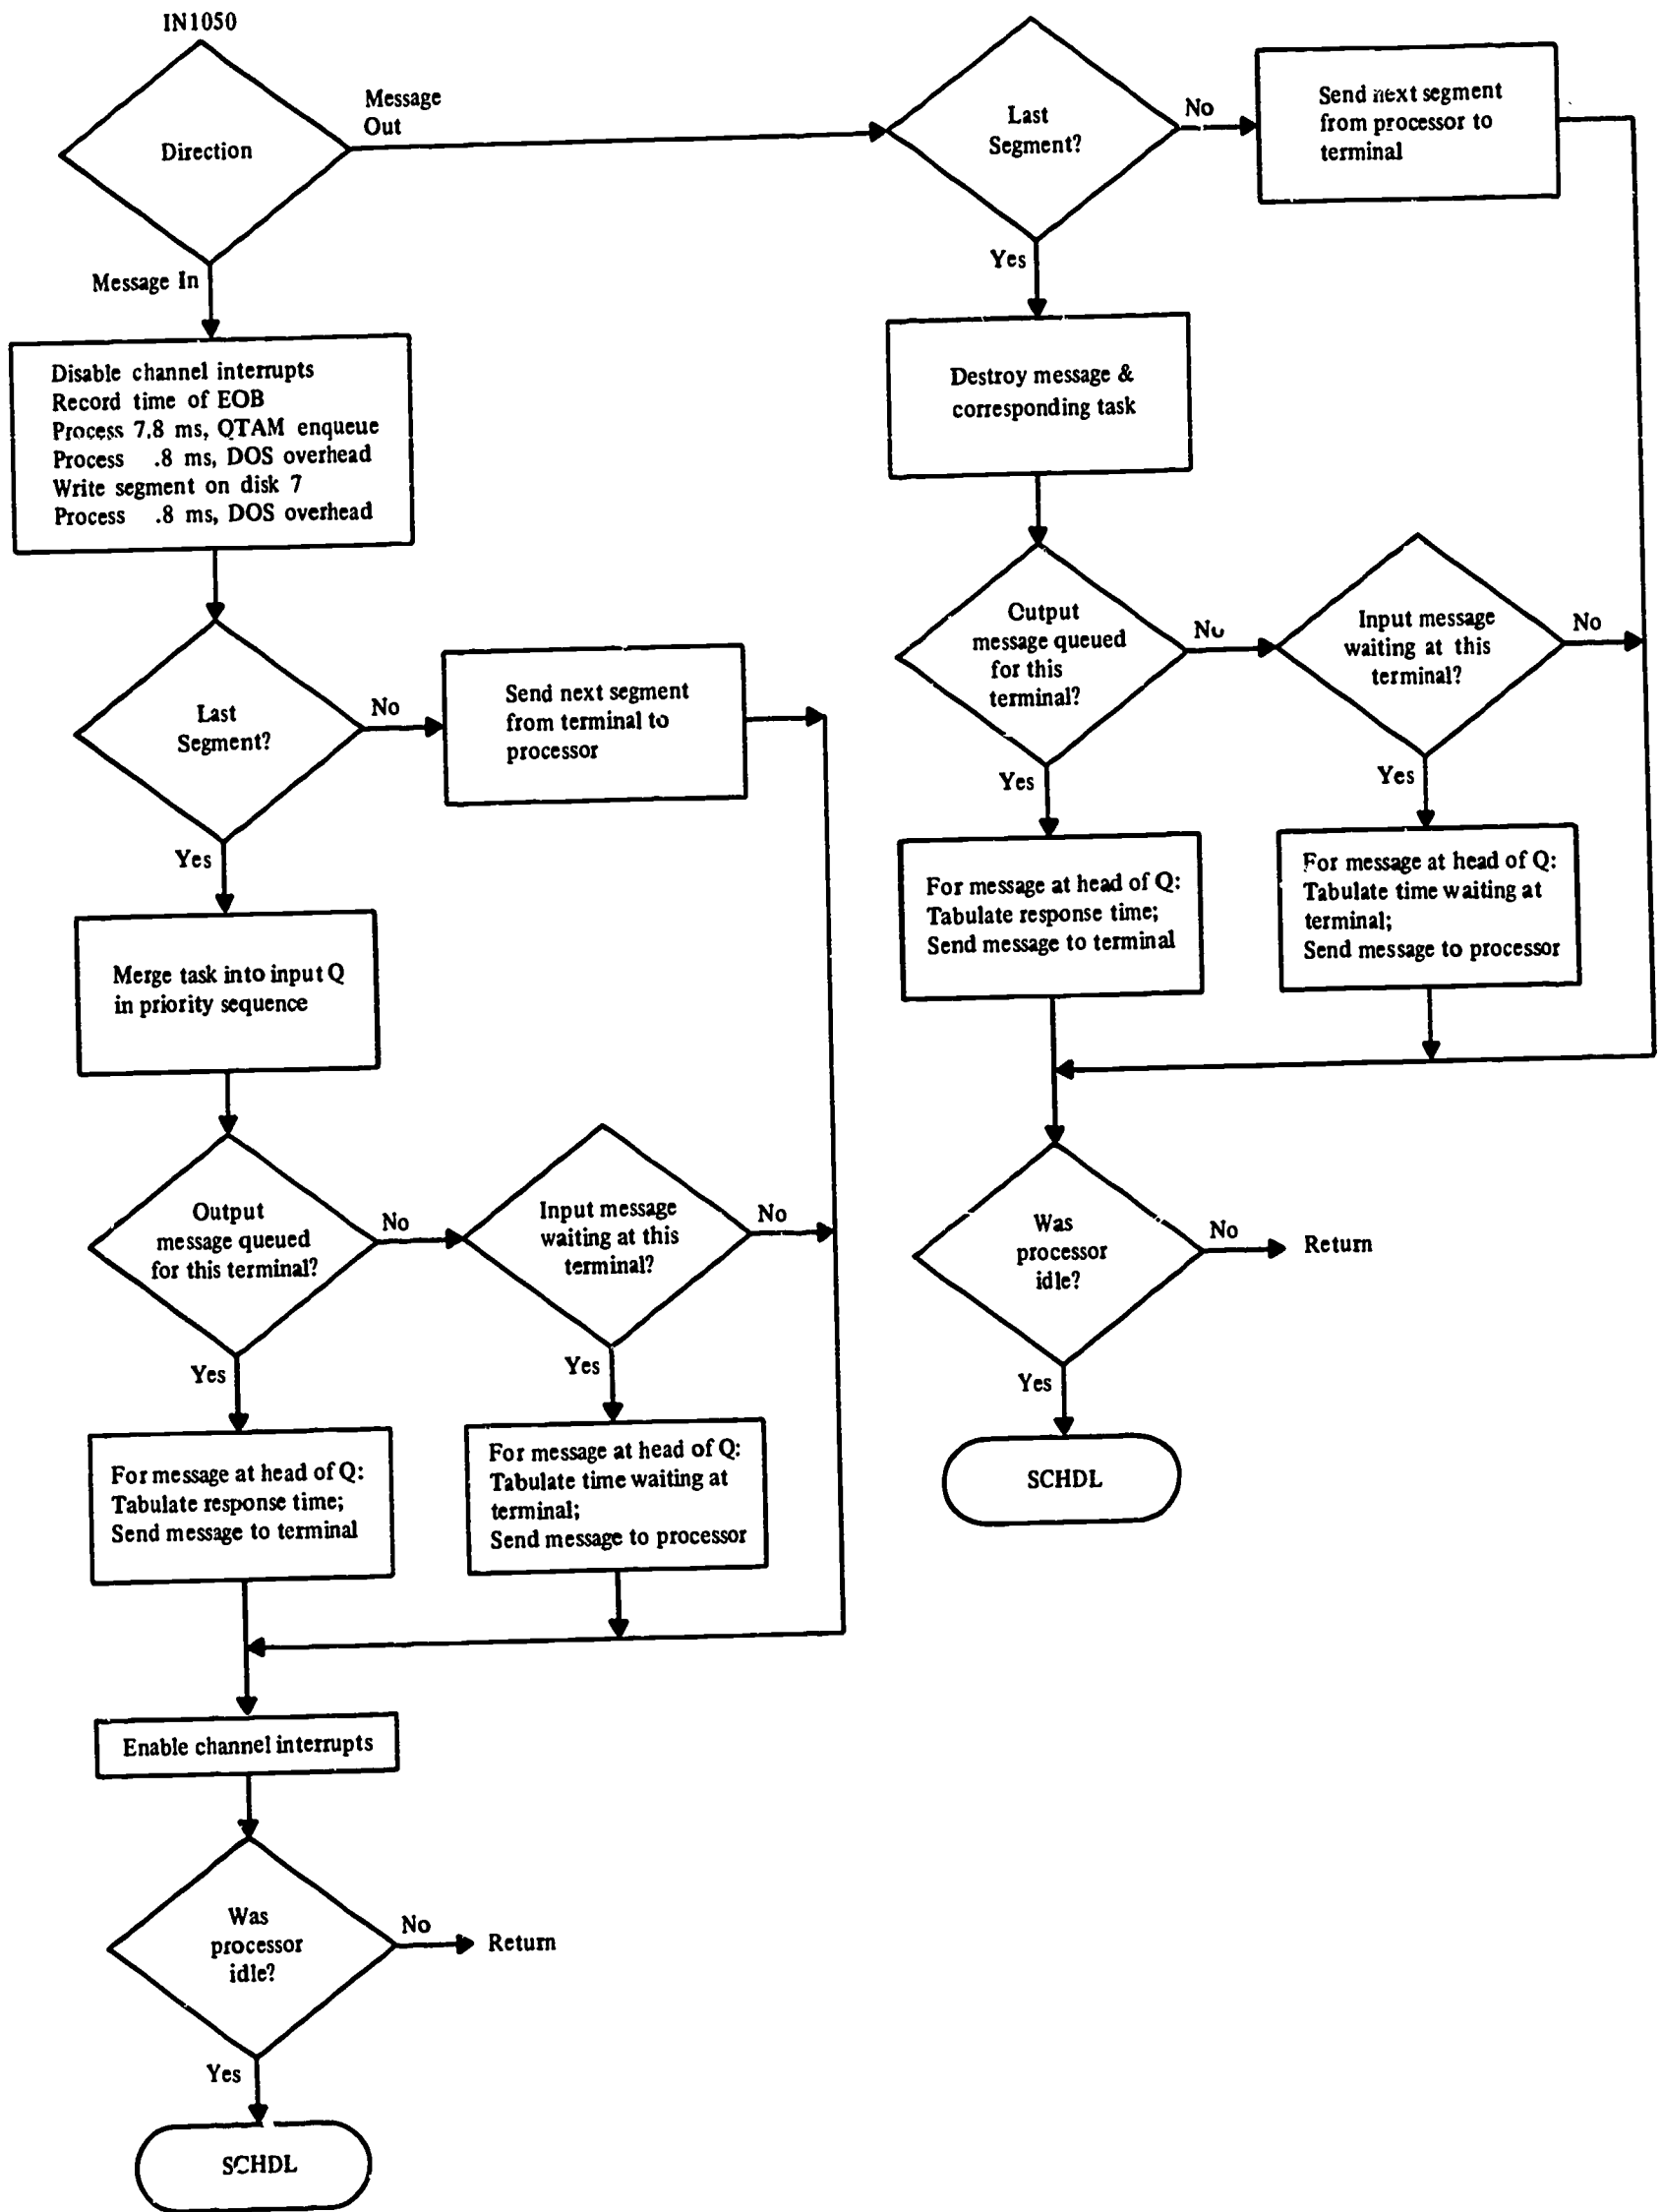 IN1050
Direction
Message
Out
Message In
Disable channel interrupts
Record time of EOB
Process 7.8 ms, QTAM enqueue
Process .8 ms, DOS overhead
Write segment on disk 7
Process .8 ms, DOS overhead
Last
Segment?
No
Send next segment
from terminal to
processor
Yes
Merge task into input Q
in priority sequence
Output
message queued
for this terminal?
No
Input message
waiting at this
terminal?
No
Yes
Yes
For message at head of Q:
Tabulate response time;
Send message to terminal
For message at head of Q:
Tabulate time waiting at
terminal;
Send message to processor
Enable channel interrupts
Was
processor
idle?
No
Return
Yes
SCHDL
Last
Segment?
No
Send next segment
from processor to
terminal
Yes
Destroy message &
corresponding task
Output
message queued
for this
terminal?
No
Input message
waiting at this
terminal?
No
Yes
Yes
For message at head of Q:
Tabulate response time;
Send message to terminal
For message at head of Q:
Tabulate time waiting at
terminal;
Send message to processor
Was
processor
idle?
No
Return
Yes
SCHDL